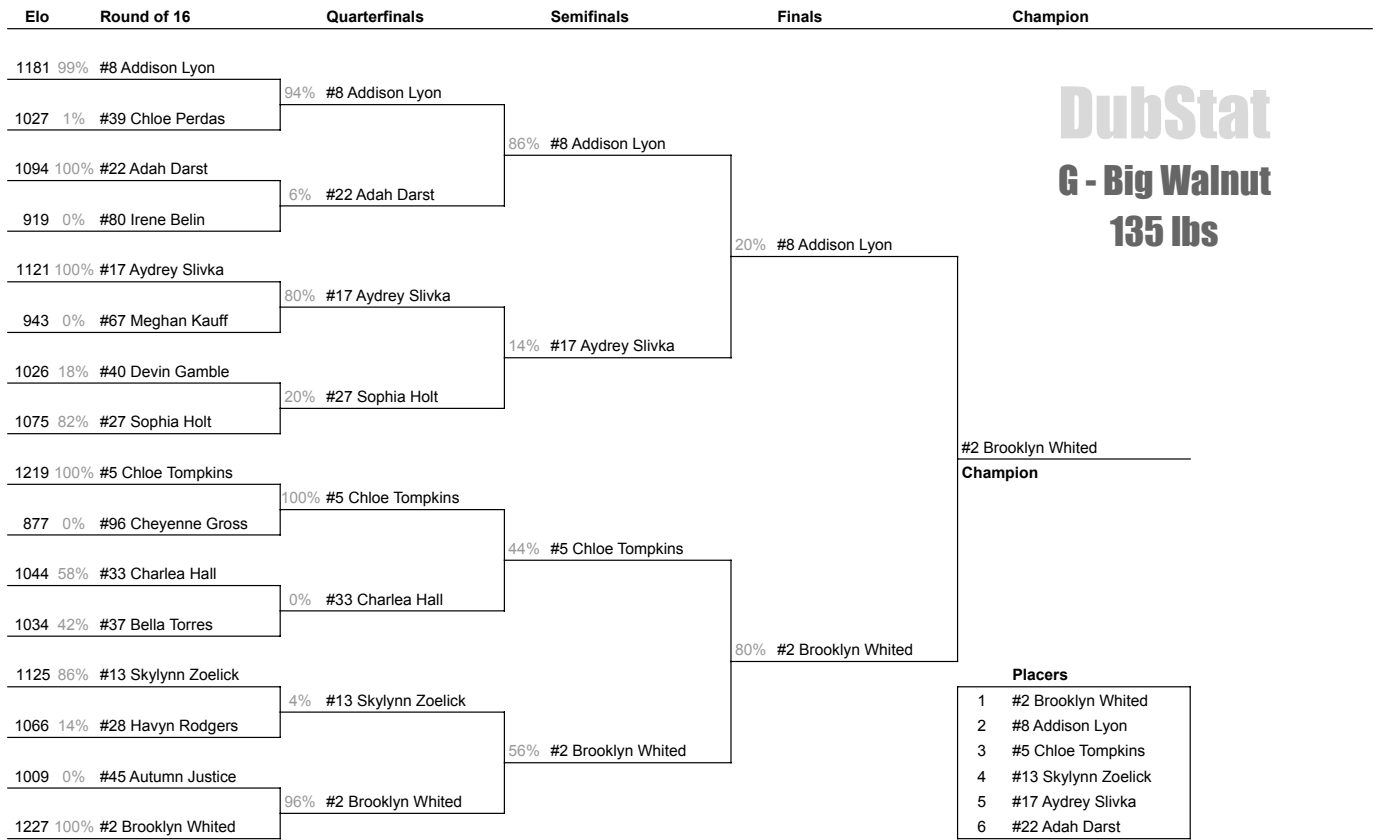 Elo Round of 16 Quarterfinals Semifinals Finals Champion
1181 99% #8 Addison Lyon
94% #8 Addison Lyon
1027 1% #39 Chloe Perdas
86% #8 Addison Lyon
1094 100% #22 Adah Darst
6% #22 Adah Darst
919 0% #80 Irene Belin
20% #8 Addison Lyon
1121 100% #17 Aydrey Slivka
80% #17 Aydrey Slivka
943 0% #67 Meghan Kauff
14% #17 Aydrey Slivka
1026 18% #40 Devin Gamble
20% #27 Sophia Holt
1075 82% #27 Sophia Holt
#2 Brooklyn Whited
Champion
1219 100% #5 Chloe Tompkins
100% #5 Chloe Tompkins
877 0% #96 Cheyenne Gross
44% #5 Chloe Tompkins
1044 58% #33 Charlea Hall
0% #33 Charlea Hall
1034 42% #37 Bella Torres
80% #2 Brooklyn Whited
1125 86% #13 Skylynn Zoelick
4% #13 Skylynn Zoelick
1066 14% #28 Havyn Rodgers
56% #2 Brooklyn Whited
1009 0% #45 Autumn Justice
96% #2 Brooklyn Whited
1227 100% #2 Brooklyn Whited
DubStat
G - Big Walnut
135 lbs
Placers
1 #2 Brooklyn Whited
2 #8 Addison Lyon
3 #5 Chloe Tompkins
4 #13 Skylynn Zoelick
5 #17 Aydrey Slivka
6 #22 Adah Darst